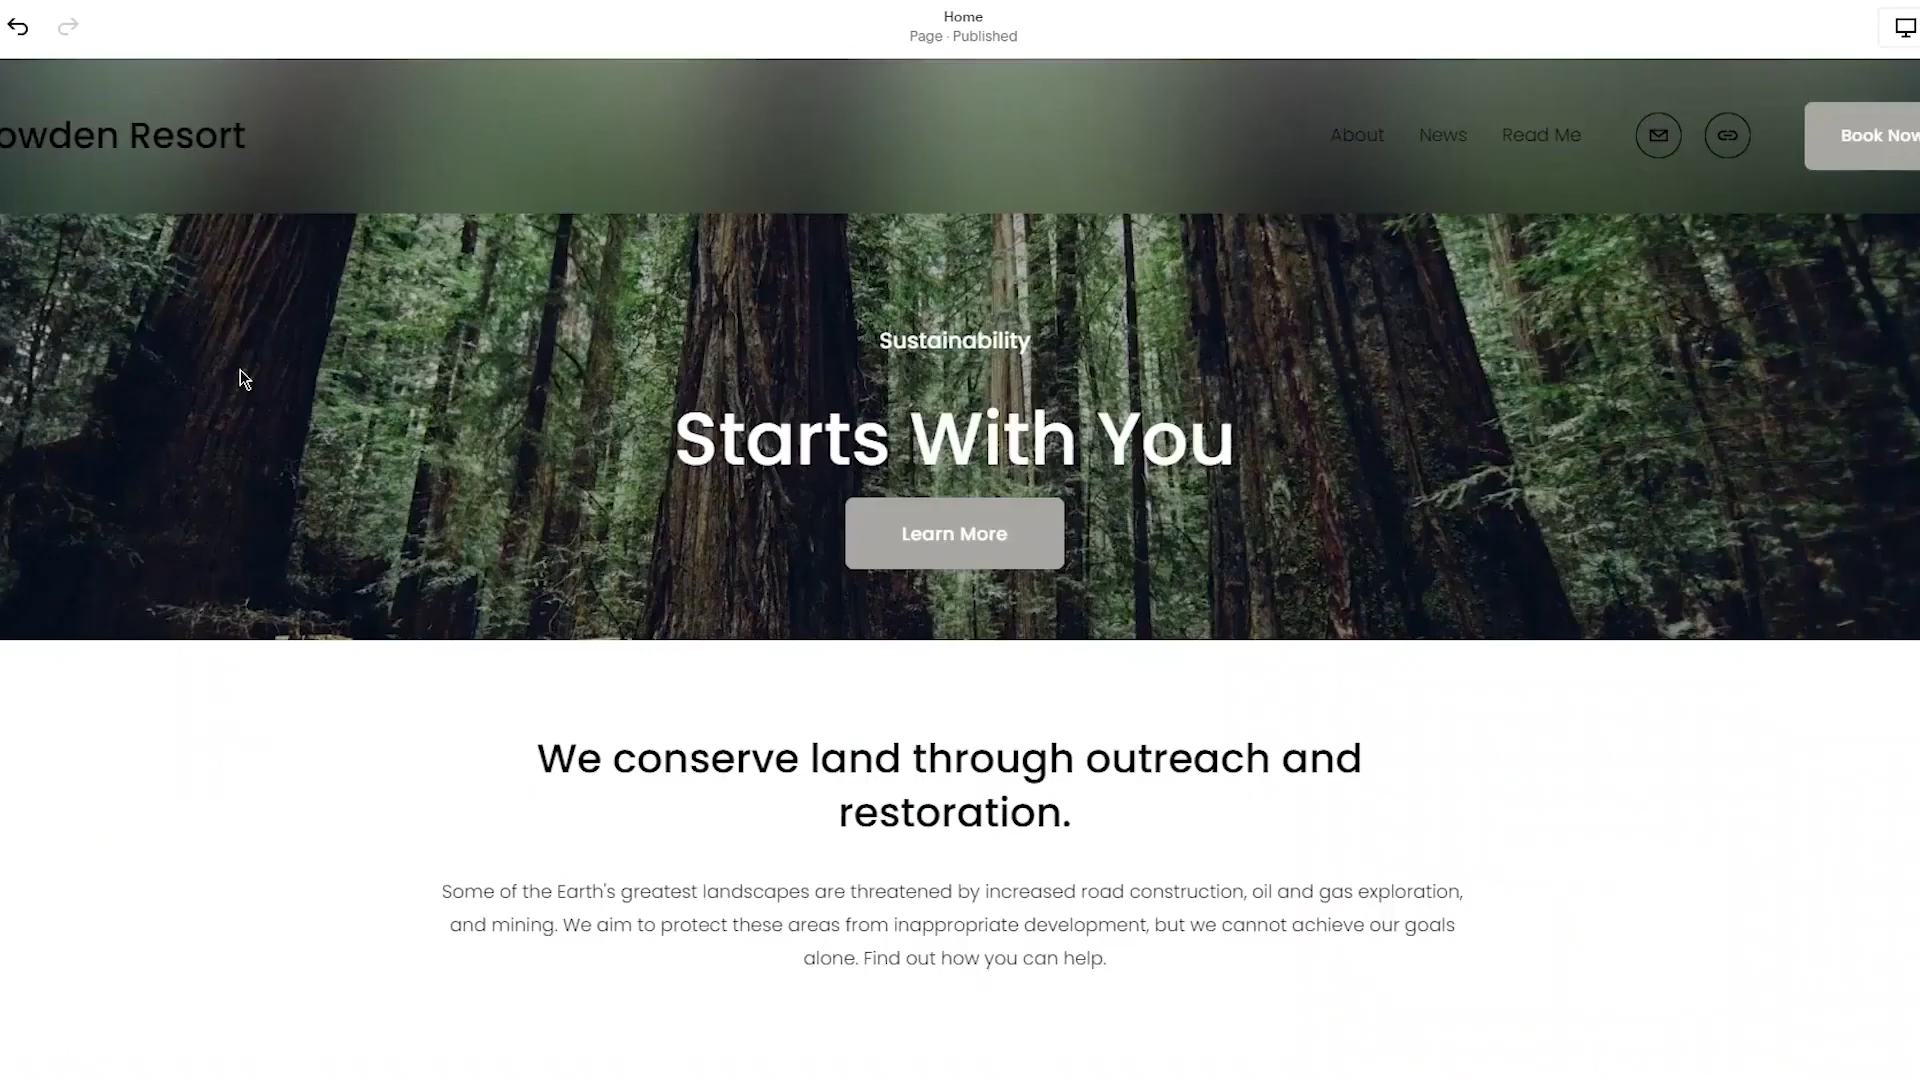 Home
Page · Published
owden Resort
About
News
Read Me
Book Now
Sustainability
Starts With You
Learn More
We conserve land through outreach and
restoration.
Some of the Earth's greatest landscapes are threatened by increased road construction, oil and gas exploration,
and mining. We aim to protect these areas from inappropriate development, but we cannot achieve our goals
alone. Find out how you can help.